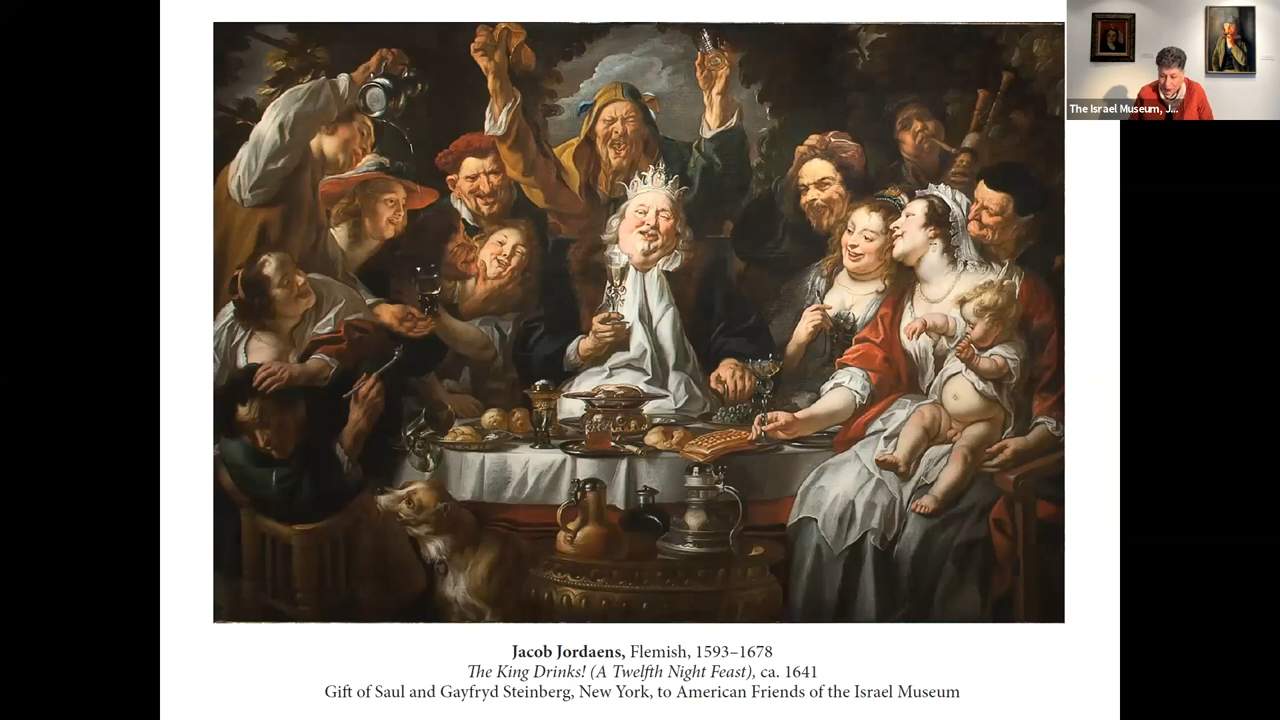 The Israel Museum, J...
Jacob Jordaens, Flemish, 1593–1678
The King Drinks! (A Twelfth Night Feast), ca. 1641
Gift of Saul and Gayfryd Steinberg, New York, to American Friends of the Israel Museum